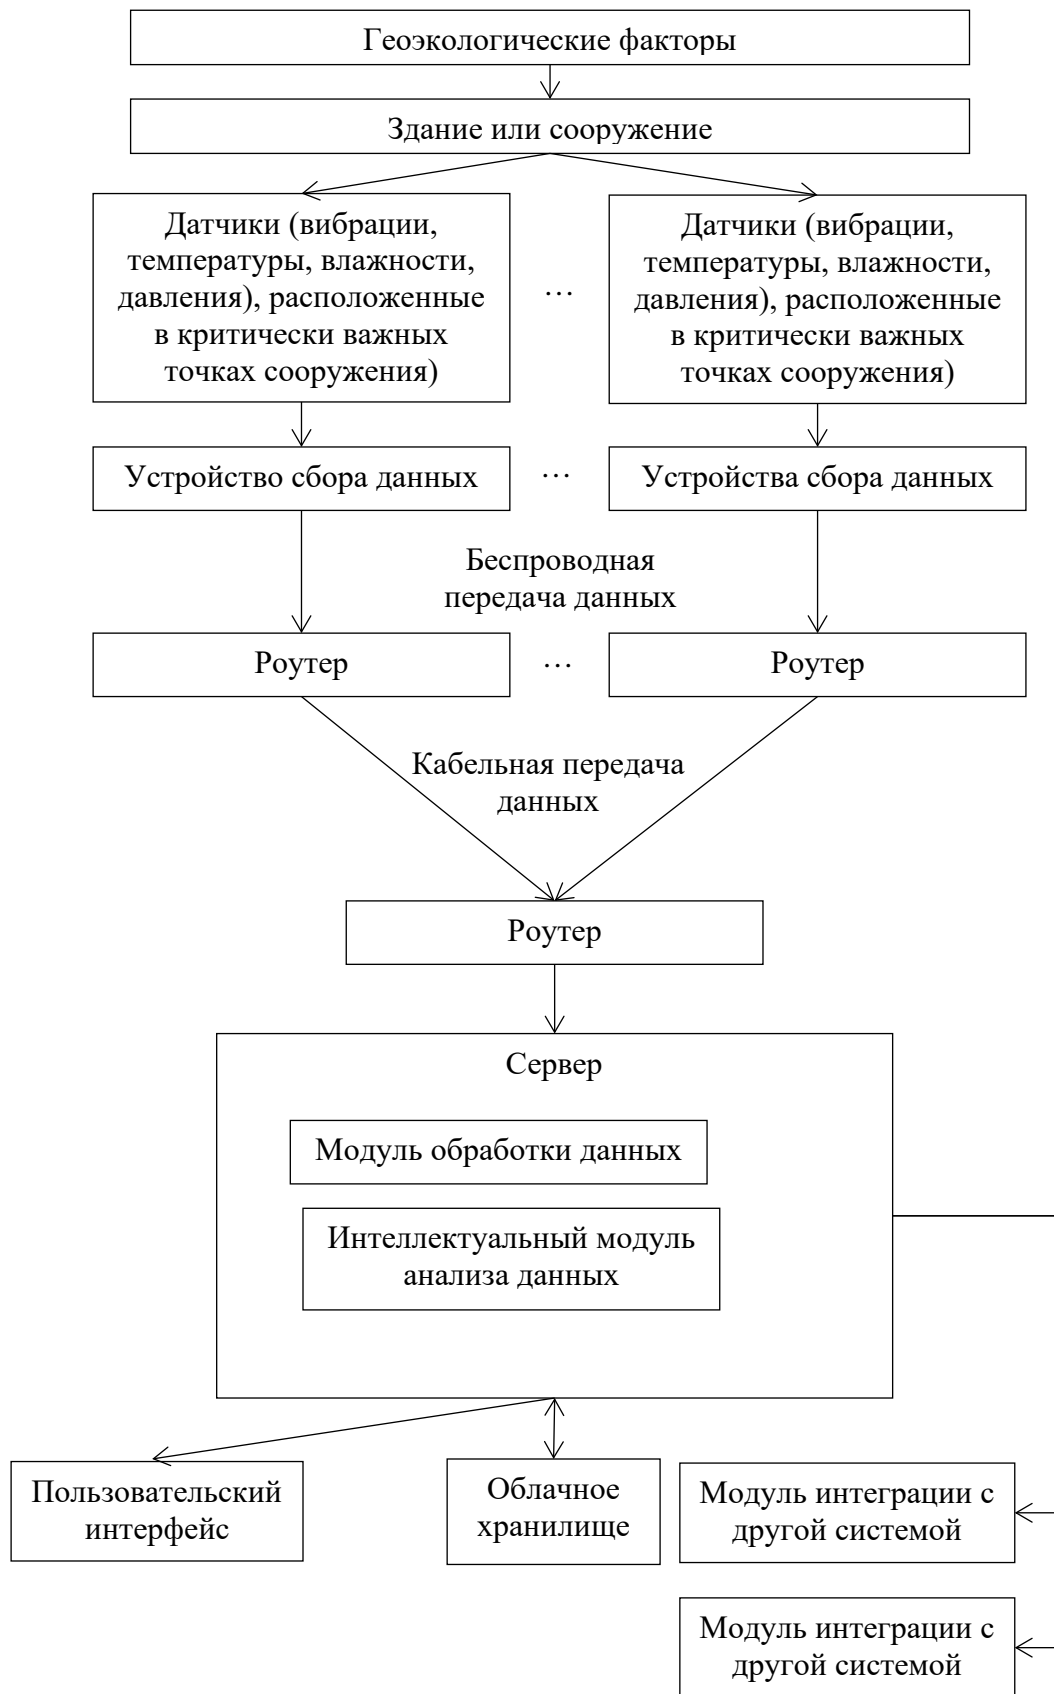 Геоэкологические факторы
Здание или сооружение
Датчики (вибрации,
температуры, влажности,
давления), расположенные
в критически важных
точках сооружения)
…
Датчики (вибрации,
температуры, влажности,
давления), расположенные
в критически важных
точках сооружения)
Устройство сбора данных
…
Устройства сбора данных
Беспроводная
передача данных
Роутер
…
Роутер
Кабельная передача
данных
Роутер
Сервер
Модуль обработки данных
Интеллектуальный модуль
анализа данных
Пользовательский
интерфейс
Облачное
хранилище
Модуль интеграции с
другой системой
Модуль интеграции с
другой системой